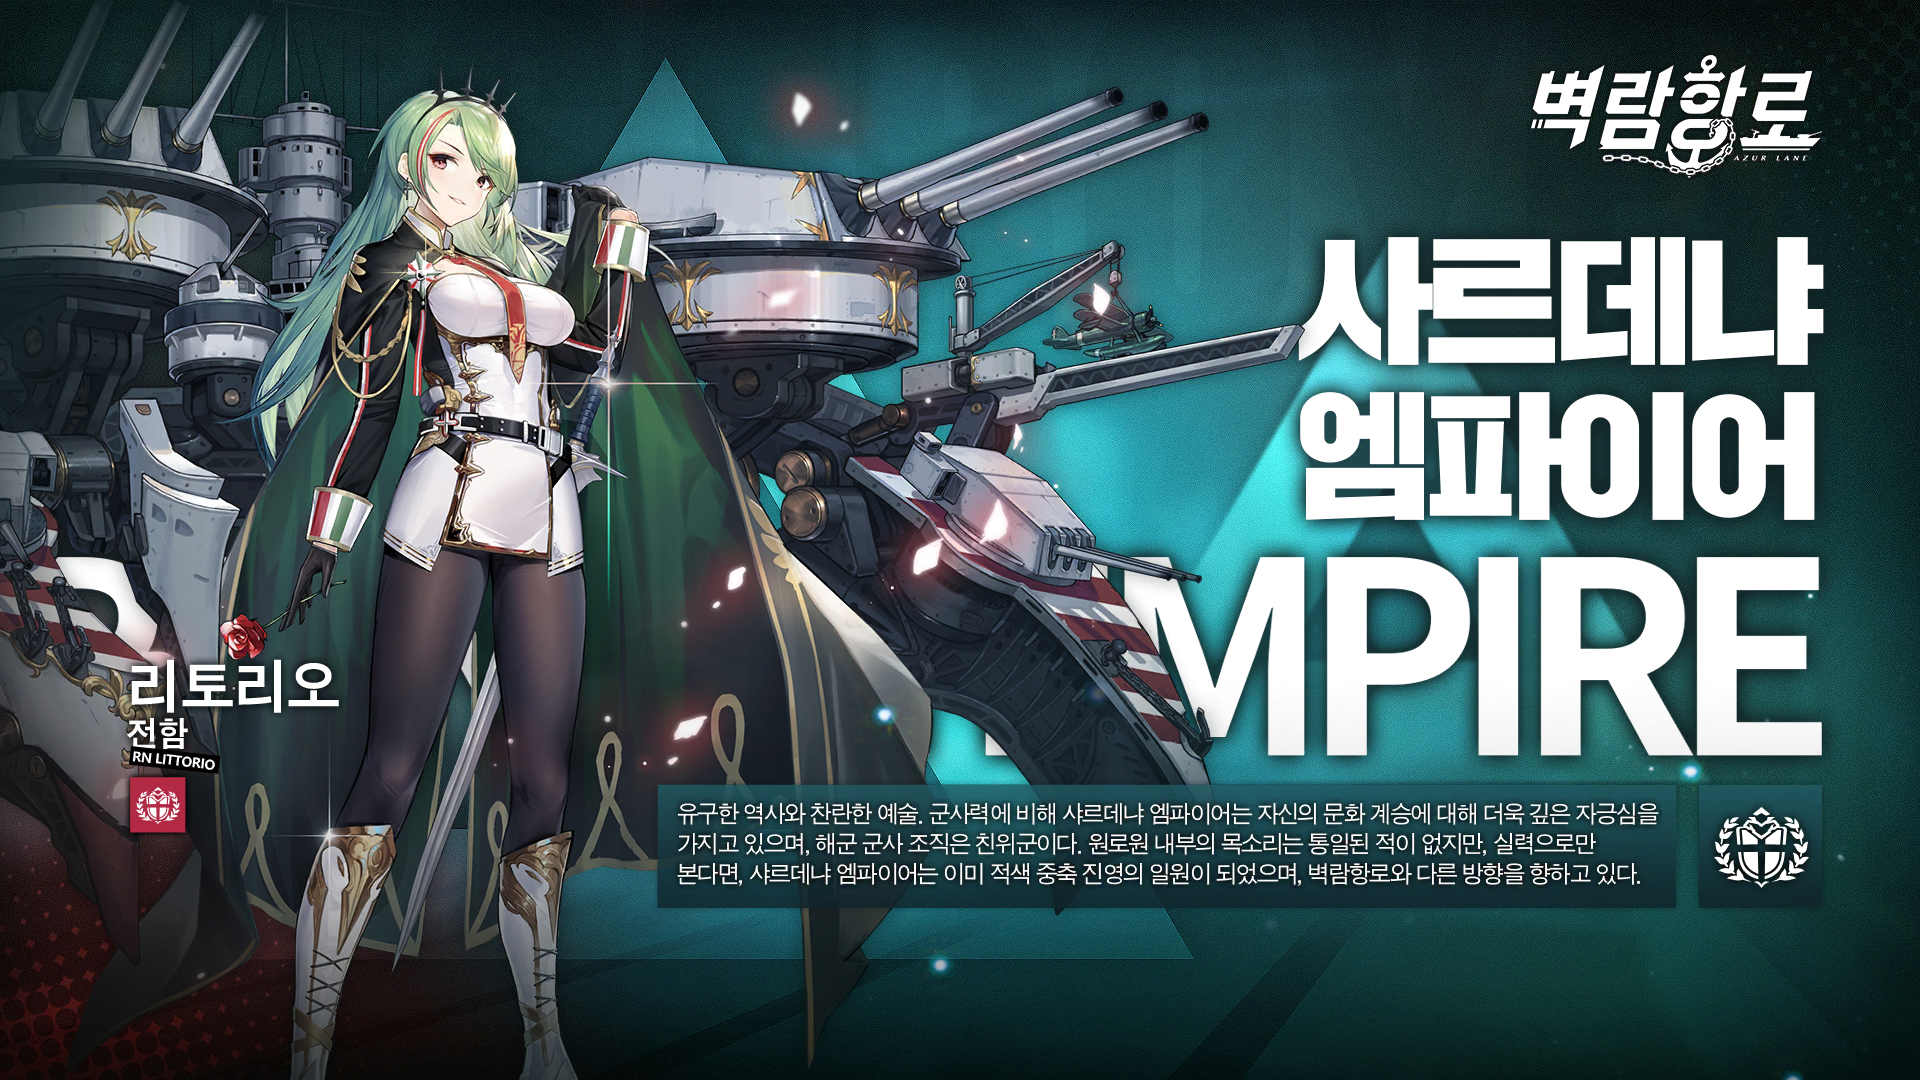 벽람항로
AZUR LANE
사르데냐
엠파이어
EMPIRE
리토리오
전함
RN LITTORIO
유구한 역사와 찬란한 예술. 군사력에 비해 샤르데냐 엠파이어는 자신의 문화 계승에 대해 더욱 깊은 자긍심을
가지고 있으며, 해군 군사 조직은 친위군이다. 원로원 내부의 목소리는 통일된 적이 없지만, 실력으로만
본다면, 샤르데냐 엠파이어는 이미 적색 중축 진영의 일원이 되었으며, 벽람항로와 다른 방향을 향하고 있다.